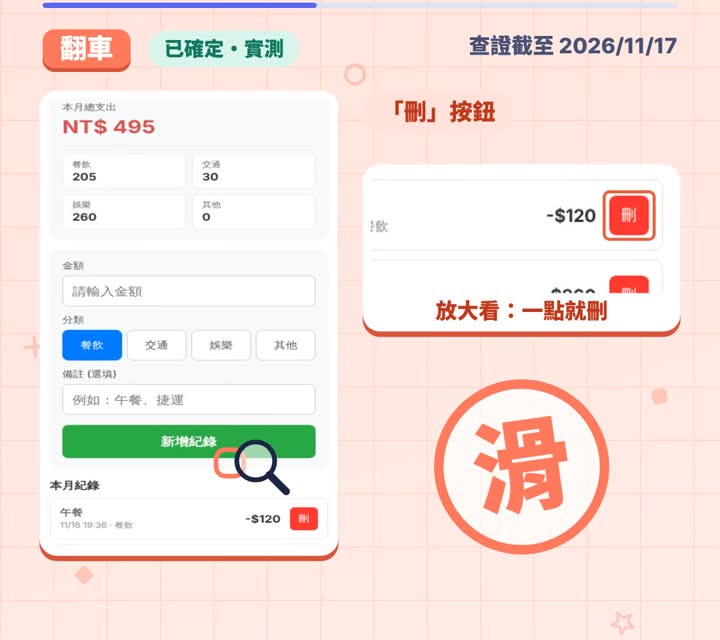 翻車
已確定・實測
查證截至 2026/11/17
本月總支出
NT$ 495
餐飲
205
交通
30
娛樂
260
其他
0
金額
請輸入金額
分類
餐飲
交通
娛樂
其他
備註 (選填)
例如：午餐、捷運
新增紀錄
本月紀錄
午餐
11/16 19:36 · 餐飲
-$120
刪
「刪」按鈕
餐飲
-$120
刪
放大看：一點就刪
滑